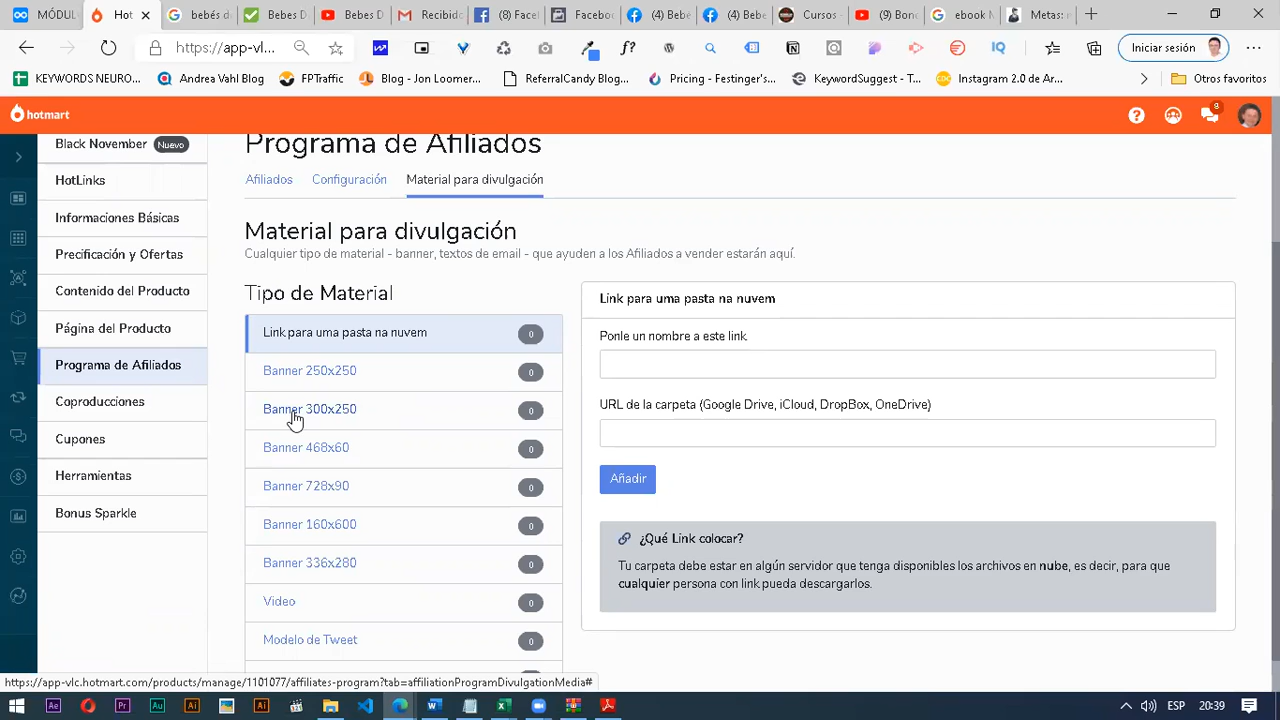 MÓDUL
Hot
bebés de
Bebes D
Bebes D
Recibido
(8) Face
Facebo
(4) Bebe
(4) Bebe
Cursos -
(9) Bono
ebook N
Metas: m
https://app-vl...
Iniciar sesión
KEYWORDS NEURO...
Andrea Vahl Blog
FPTraffic
Blog - Jon Loomer...
ReferralCandy Blog...
Pricing - Festinger's...
KeywordSuggest - T...
Instagram 2.0 de Ar...
Otros favoritos
hotmart
8
Black November Nuevo
HotLinks
Informaciones Básicas
Precificación y Ofertas
Contenido del Producto
Página del Producto
Programa de Afiliados
Coproducciones
Cupones
Herramientas
Bonus Sparkle
Programa de Afiliados
Afiliados Configuración Material para divulgación
Material para divulgación
Cualquier tipo de material - banner, textos de email - que ayuden a los Afiliados a vender estarán aquí.
Tipo de Material
Link para uma pasta na nuvem 0
Banner 250x250 0
Banner 300x250 0
Banner 468x60 0
Banner 728x90 0
Banner 160x600 0
Banner 336x280 0
Video 0
Modelo de Tweet 0
Link para uma pasta na nuvem
Ponle un nombre a este link
URL de la carpeta (Google Drive, iCloud, DropBox, OneDrive)
Añadir
¿Qué Link colocar?
Tu carpeta debe estar en algún servidor que tenga disponibles los archivos en nube, es decir, para que
cualquier persona con link pueda descargarlos.
https://app-vlc.hotmart.com/products/manage/1101077/affiliates-program?tab=affiliationProgramDivulgationMedia#
ESP
20:39